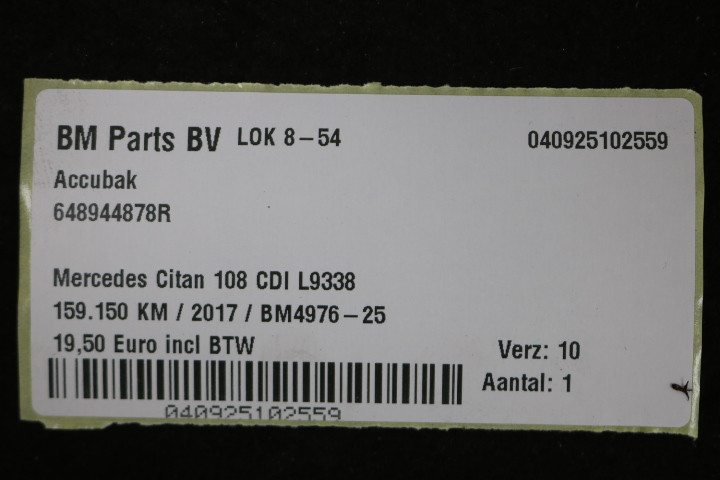 BM Parts BV LOK 8-54 040925102559
Accubak
648944878R
Mercedes Citan 108 CDI L9338
159.150 KM / 2017 / BM4976-25
19,50 Euro incl BTW
Verz: 10
Aantal: 1
040925102559